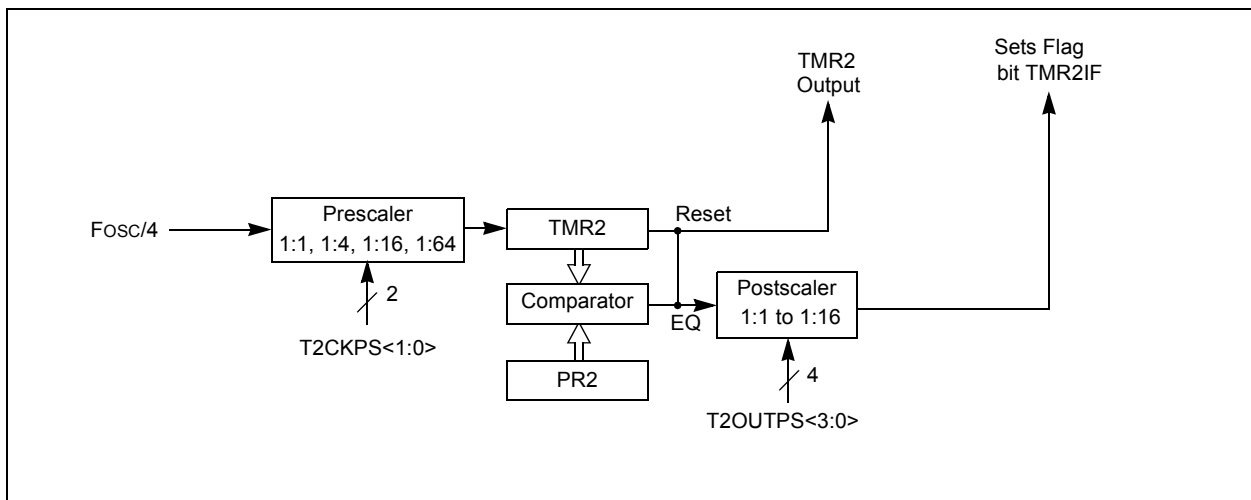 TMR2
Output
Sets Flag
bit TMR2IF
Fosc/4
Prescaler
1:1, 1:4, 1:16, 1:64
TMR2
Reset
2
Comparator
EQ
Postscaler
1:1 to 1:16
T2CKPS<1:0>
PR2
4
T2OUTPS<3:0>